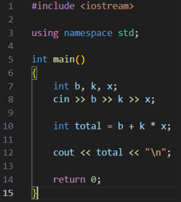 1 #include <iostream>
2
3 using namespace std;
4
5 int main()
6 {
7     int b, k, x;
8     cin >> b >> k >> x;
9
10     int total = b + k * x;
11
12     cout << total << "\n";
13
14     return 0;
15 }